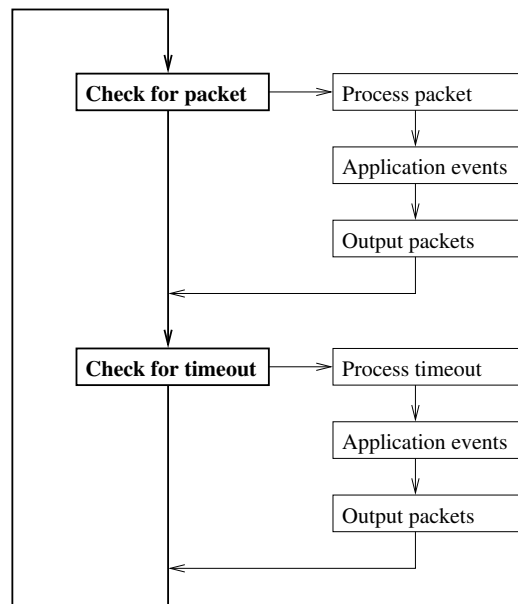 Check for packet
Process packet
Application events
Output packets
Check for timeout
Process timeout
Application events
Output packets